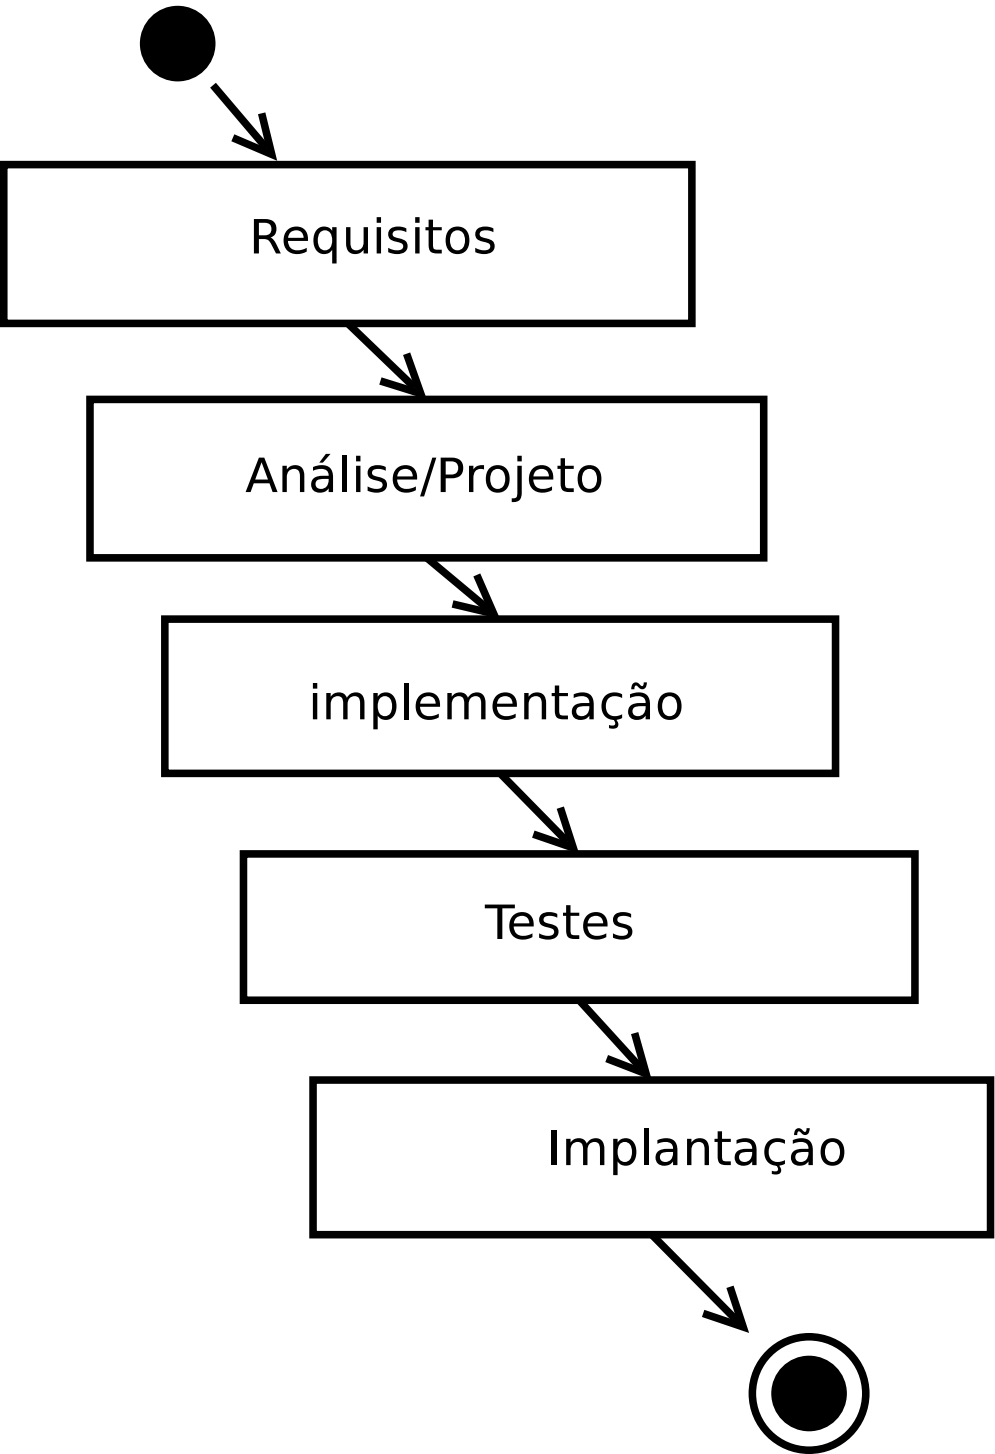 Requisitos
Análise/Projeto
implementação
Testes
Implantação